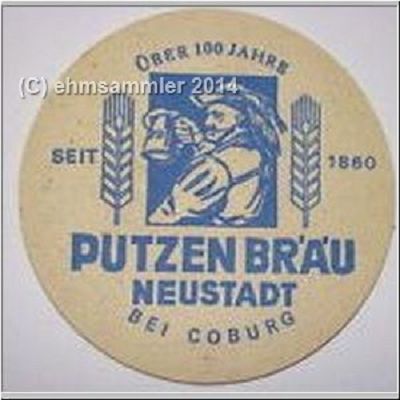 ÜBER 100 JAHRE
(C) ehmsammler 2014
SEIT 1860
PUTZEN BRÄU
NEUSTADT
BEI COBURG